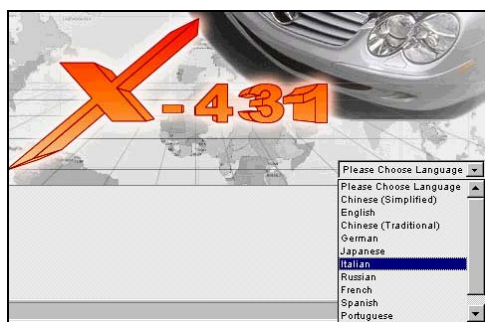 X-431
Please Choose Language
Please Choose Language
Chinese (Simplified)
English
Chinese (Traditional)
German
Japanese
Italian
Russian
French
Spanish
Portuguese